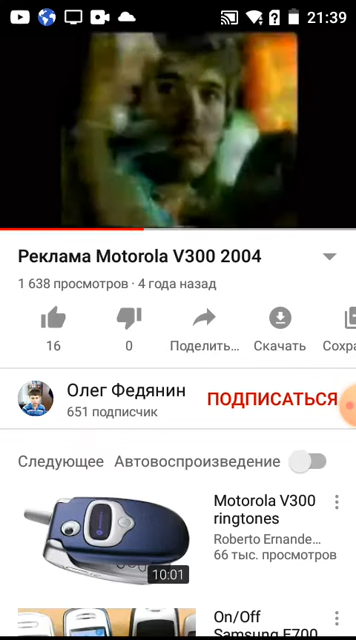 21:39
Реклама Motorola V300 2004
1 638 просмотров · 4 года назад
16
0
Поделить…
Скачать
Сохра
Олег Федянин
651 подписчик
ПОДПИСАТЬСЯ
Следующее
Автовоспроизведение
Motorola V300
ringtones
Roberto Ernande…
66 тыс. просмотров
10:01
On/Off
Samsung E700